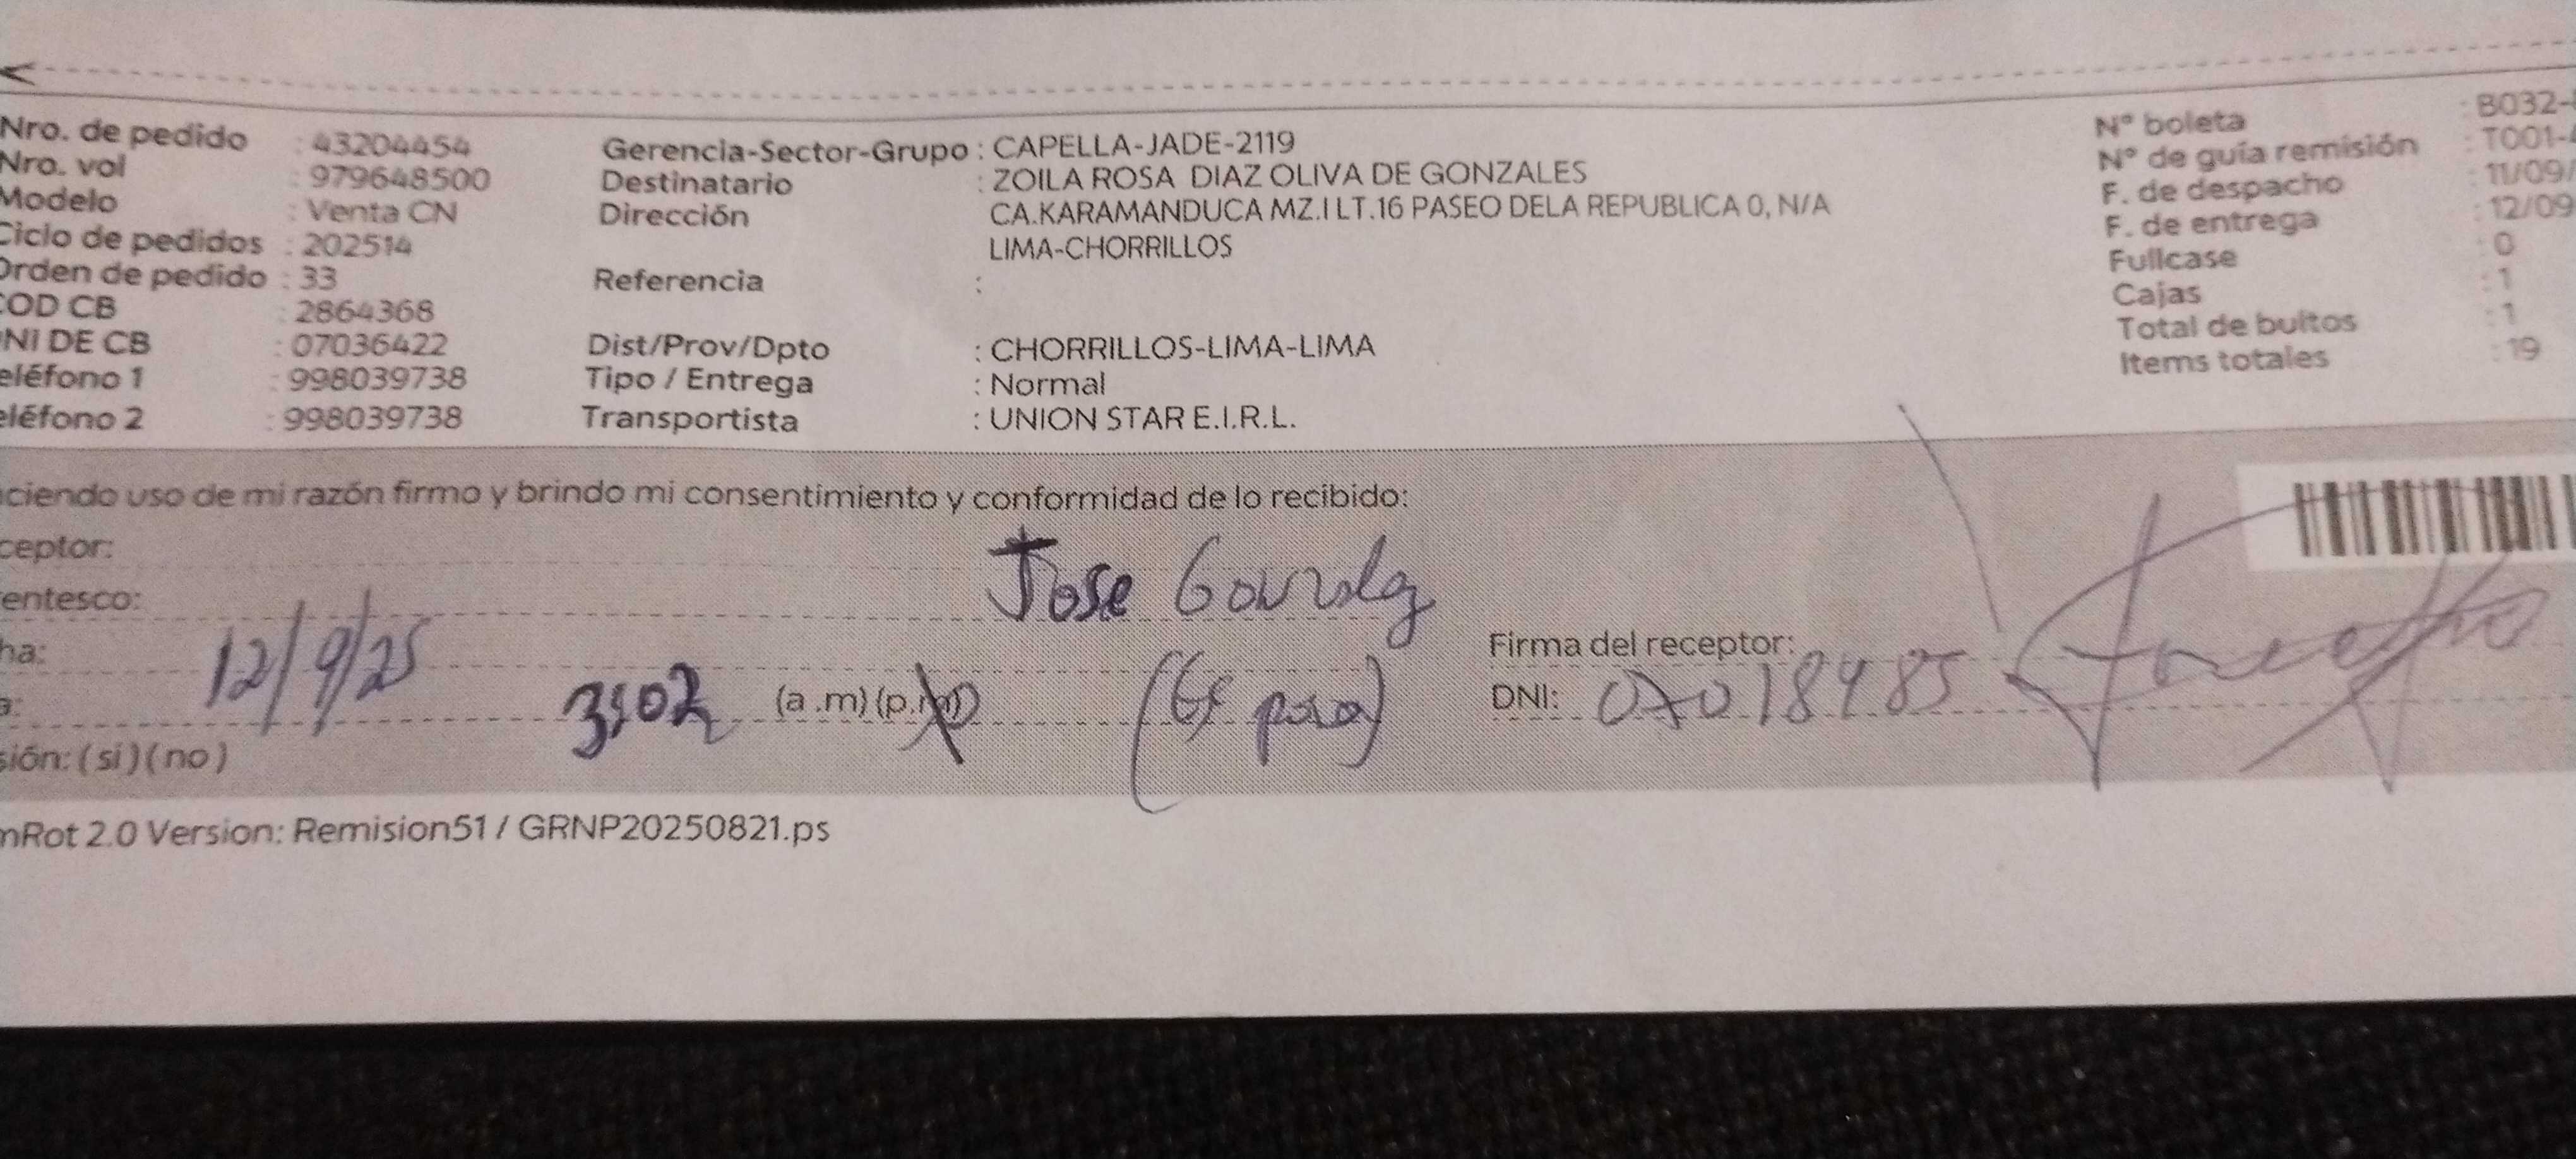 Nro. de pedido : 43204454
Nro. vol : 979648500
Modelo : Venta CN
Ciclo de pedidos : 202514
Orden de pedido : 33
COD CB : 2864368
NI DE CB : 07036422
eléfono 1 : 998039738
eléfono 2 : 998039738
Gerencia-Sector-Grupo : CAPELLA-JADE-2119
Destinatario : ZOILA ROSA DIAZ OLIVA DE GONZALES
Dirección CA.KARAMANDUCA MZ.I LT.16 PASEO DELA REPUBLICA 0, N/A
LIMA-CHORRILLOS
Referencia :
Dist/Prov/Dpto : CHORRILLOS-LIMA-LIMA
Tipo / Entrega : Normal
Transportista : UNION STAR E.I.R.L.
N° boleta : B032-
N° de guía remisión : T001-
F. de despacho : 11/09/
F. de entrega : 12/09
Fullcase : 0
Cajas : 1
Total de bultos : 1
Items totales : 19
ciendo uso de mi razón firmo y brindo mi consentimiento y conformidad de lo recibido:
ceptor: Jose
entesco:
ha: 12/9/25
a: 3:02 (a .m) (p.m)
sión: ( si ) ( no )
Firma del receptor:
DNI: 07018985
mRot 2.0 Version: Remision51 / GRNP20250821.ps